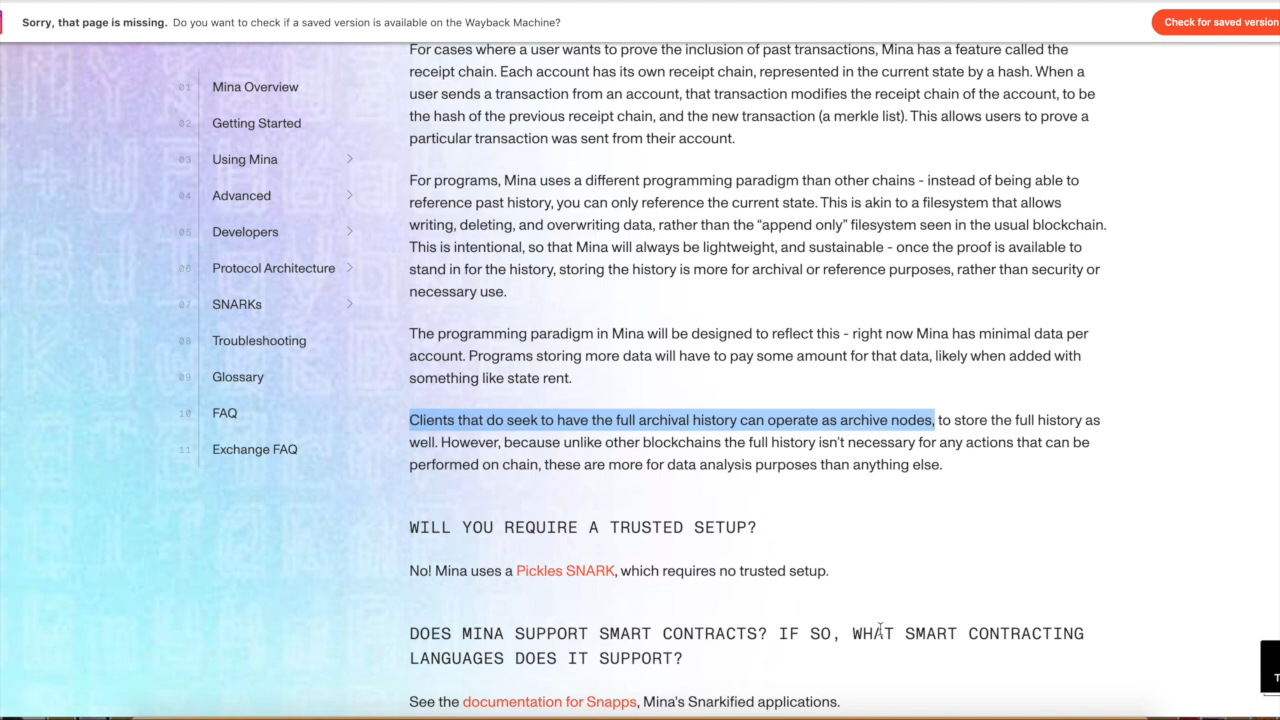 Sorry, that page is missing. Do you want to check if a saved version is available on the Wayback Machine?
Check for saved version
01 Mina Overview
02 Getting Started
03 Using Mina
04 Advanced
05 Developers
06 Protocol Architecture
07 SNARKs
08 Troubleshooting
09 Glossary
10 FAQ
11 Exchange FAQ
For cases where a user wants to prove the inclusion of past transactions, Mina has a feature called the
receipt chain. Each account has its own receipt chain, represented in the current state by a hash. When a
user sends a transaction from an account, that transaction modifies the receipt chain of the account, to be
the hash of the previous receipt chain, and the new transaction (a merkle list). This allows users to prove a
particular transaction was sent from their account.
For programs, Mina uses a different programming paradigm than other chains - instead of being able to
reference past history, you can only reference the current state. This is akin to a filesystem that allows
writing, deleting, and overwriting data, rather than the “append only” filesystem seen in the usual blockchain.
This is intentional, so that Mina will always be lightweight, and sustainable - once the proof is available to
stand in for the history, storing the history is more for archival or reference purposes, rather than security or
necessary use.
The programming paradigm in Mina will be designed to reflect this - right now Mina has minimal data per
account. Programs storing more data will have to pay some amount for that data, likely when added with
something like state rent.
Clients that do seek to have the full archival history can operate as archive nodes, to store the full history as
well. However, because unlike other blockchains the full history isn't necessary for any actions that can be
performed on chain, these are more for data analysis purposes than anything else.
WILL YOU REQUIRE A TRUSTED SETUP?
No! Mina uses a Pickles SNARK, which requires no trusted setup.
DOES MINA SUPPORT SMART CONTRACTS? IF SO, WHAT SMART CONTRACTING
LANGUAGES DOES IT SUPPORT?
See the documentation for Snapps, Mina's Snarkified applications.
T